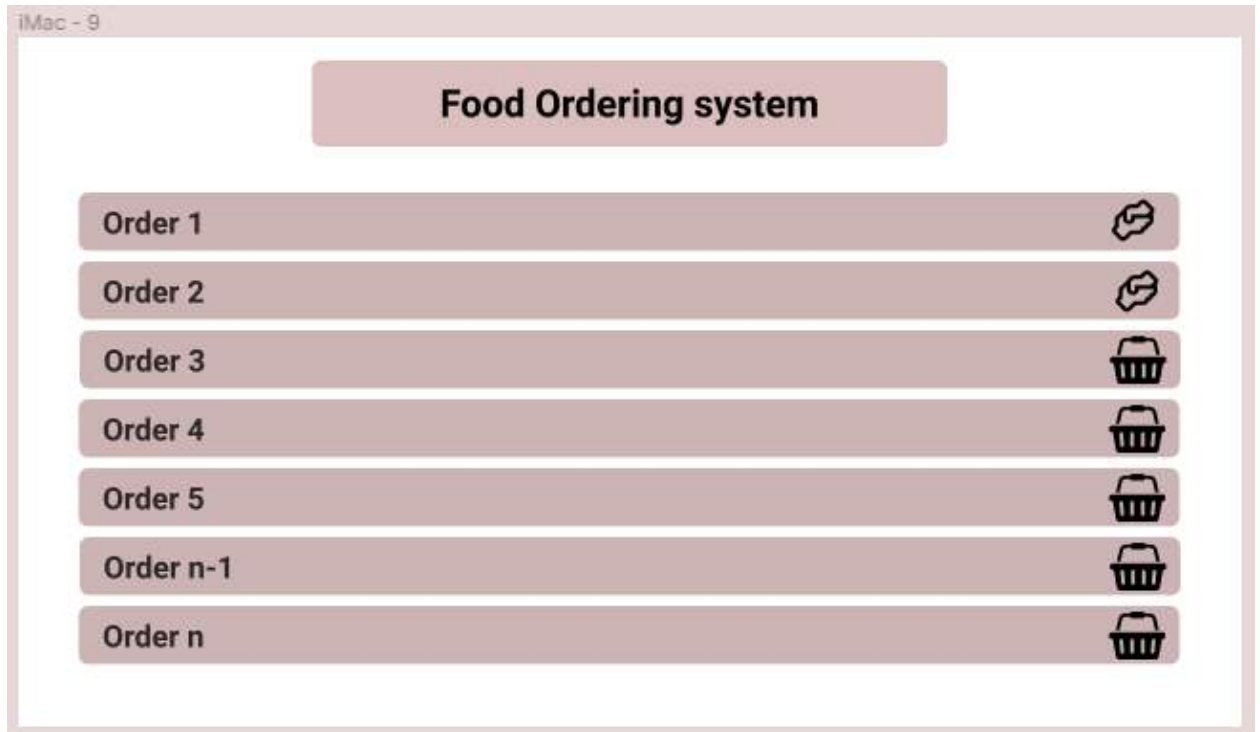 iMac - 9
Food Ordering system
Order 1
Order 2
Order 3
Order 4
Order 5
Order n-1
Order n